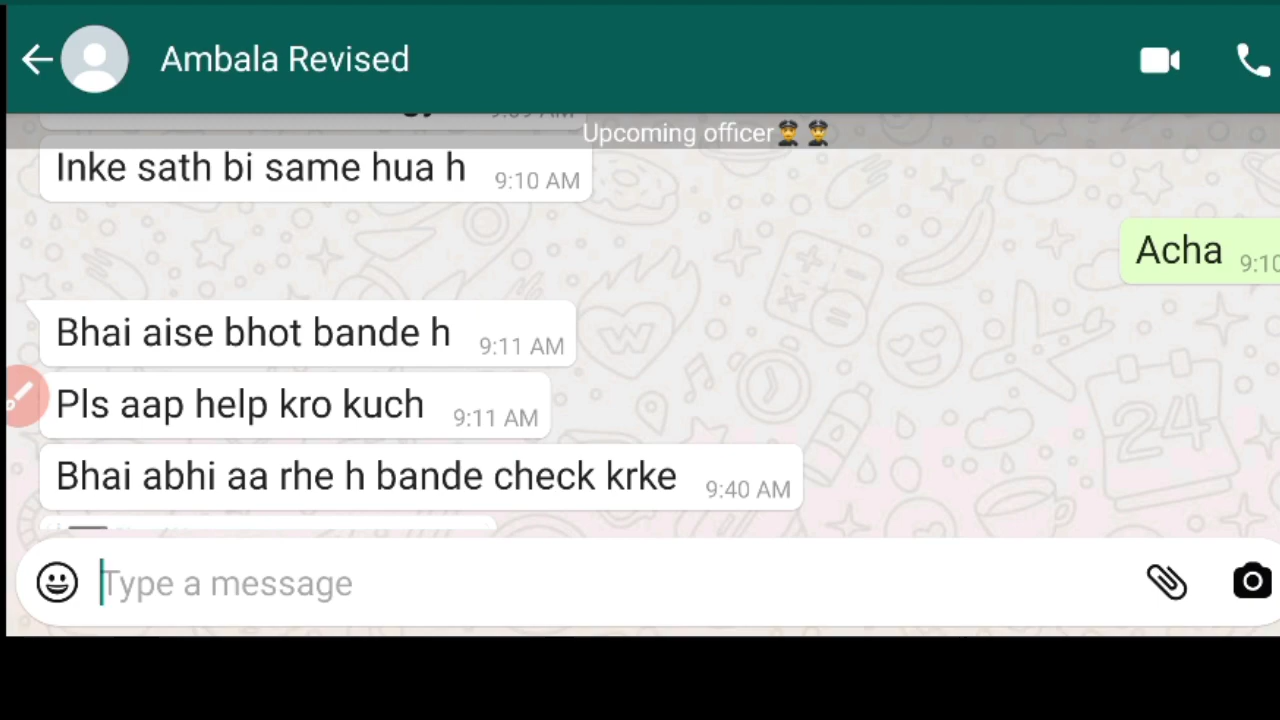 Ambala Revised
Upcoming officer👮👮
Inke sath bi same hua h 9:10 AM
Acha 9:10
Bhai aise bhot bande h 9:11 AM
Pls aap help kro kuch 9:11 AM
Bhai abhi aa rhe h bande check krke 9:40 AM
Type a message